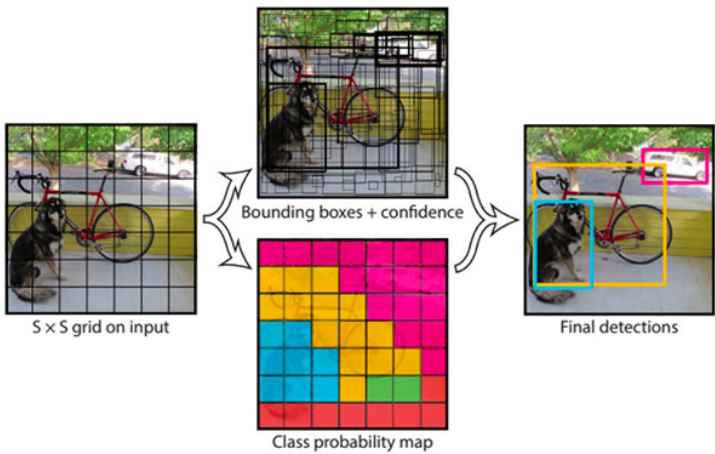 Bounding boxes + confidence
S × S grid on input
Final detections
Class probability map